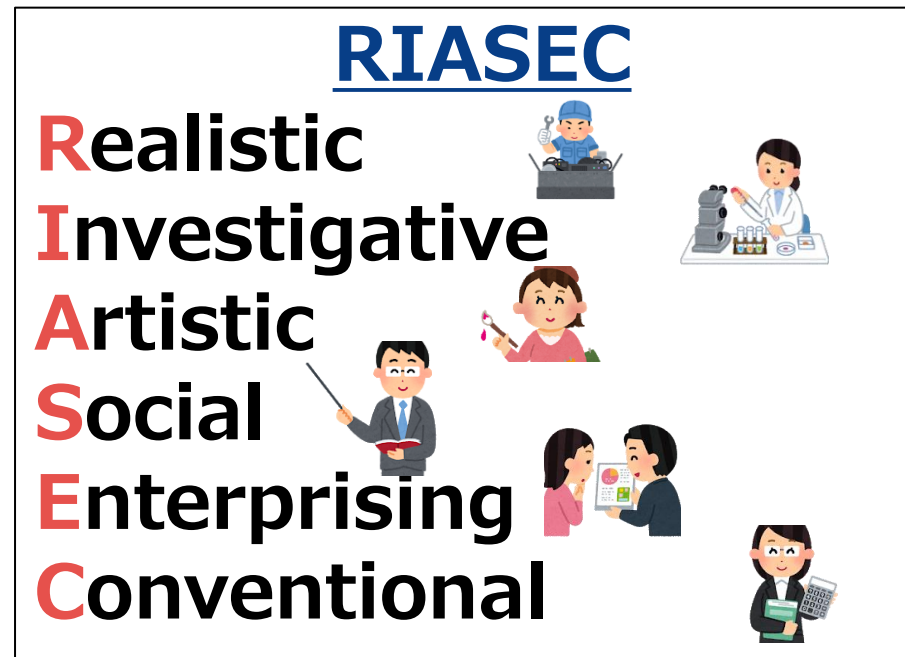 RIASEC
Realistic
Investigative
Artistic
Social
Enterprising
Conventional